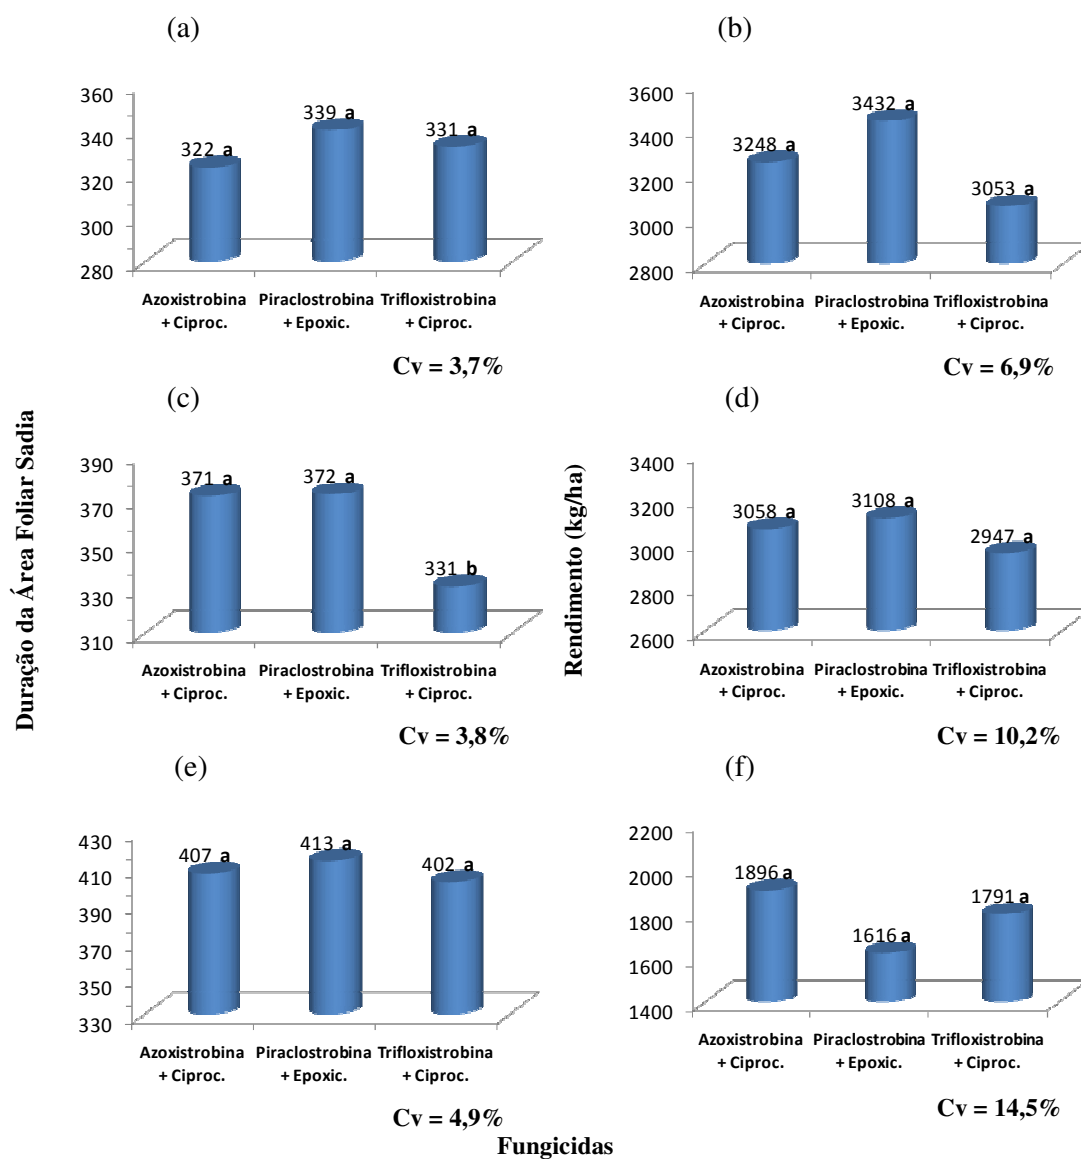 (a)
360
340
320
300
280
322 a
339 a
331 a
Azoxistrobina
+ Ciproc.
Piraclostrobina
+ Epoxic.
Trifloxistrobina
+ Ciproc.
Cv = 3,7%
(b)
3600
3400
3200
3000
2800
3248 a
3432 a
3053 a
Azoxistrobina
+ Ciproc.
Piraclostrobina
+ Epoxic.
Trifloxistrobina
+ Ciproc.
Cv = 6,9%
Duração da Área Foliar Sadia
(c)
390
370
350
330
310
371 a
372 a
331 b
Azoxistrobina
+ Ciproc.
Piraclostrobina
+ Epoxic.
Trifloxistrobina
+ Ciproc.
Cv = 3,8%
Rendimento (kg/ha)
(d)
3400
3200
3000
2800
2600
3058 a
3108 a
2947 a
Azoxistrobina
+ Ciproc.
Piraclostrobina
+ Epoxic.
Trifloxistrobina
+ Ciproc.
Cv = 10,2%
(e)
430
410
390
370
350
330
407 a
413 a
402 a
Azoxistrobina
+ Ciproc.
Piraclostrobina
+ Epoxic.
Trifloxistrobina
+ Ciproc.
Cv = 4,9%
(f)
2200
2000
1800
1600
1400
1896 a
1616 a
1791 a
Azoxistrobina
+ Ciproc.
Piraclostrobina
+ Epoxic.
Trifloxistrobina
+ Ciproc.
Cv = 14,5%
Fungicidas